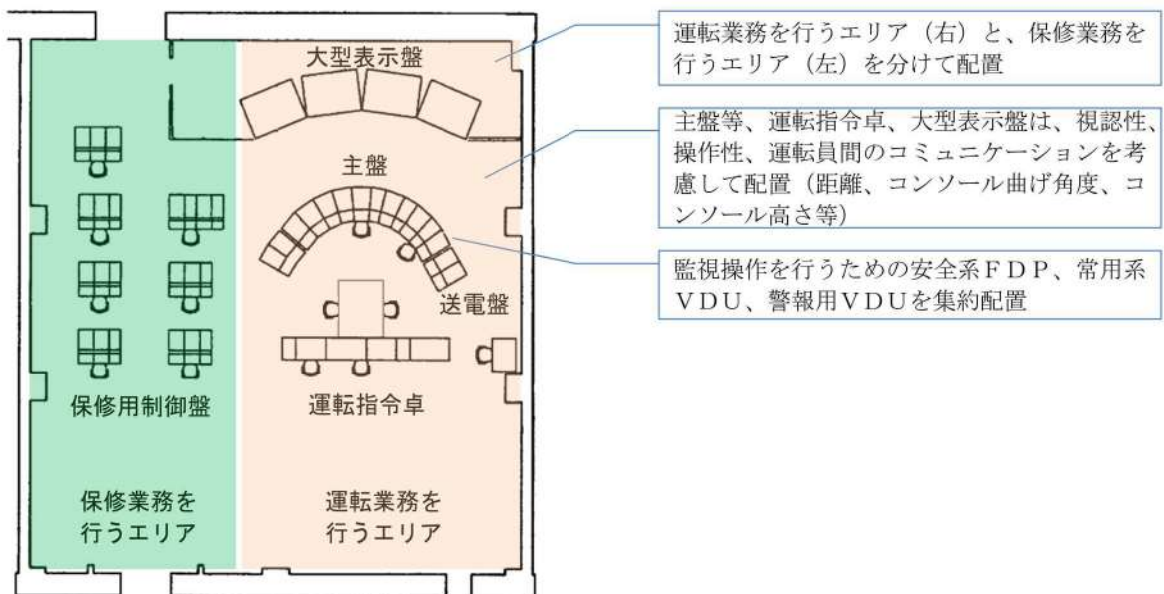 大型表示盤
主盤
送電盤
保修用制御盤
運転指令卓
保修業務を
行うエリア
運転業務を
行うエリア
運転業務を行うエリア（右）と、保修業務を
行うエリア（左）を分けて配置
主盤等、運転指令卓、大型表示盤は、視認性、
操作性、運転員間のコミュニケーションを考
慮して配置（距離、コンソール曲げ角度、コ
ンソール高さ等）
監視操作を行うための安全系ＦＤＰ、常用系
ＶＤＵ、警報用ＶＤＵを集約配置